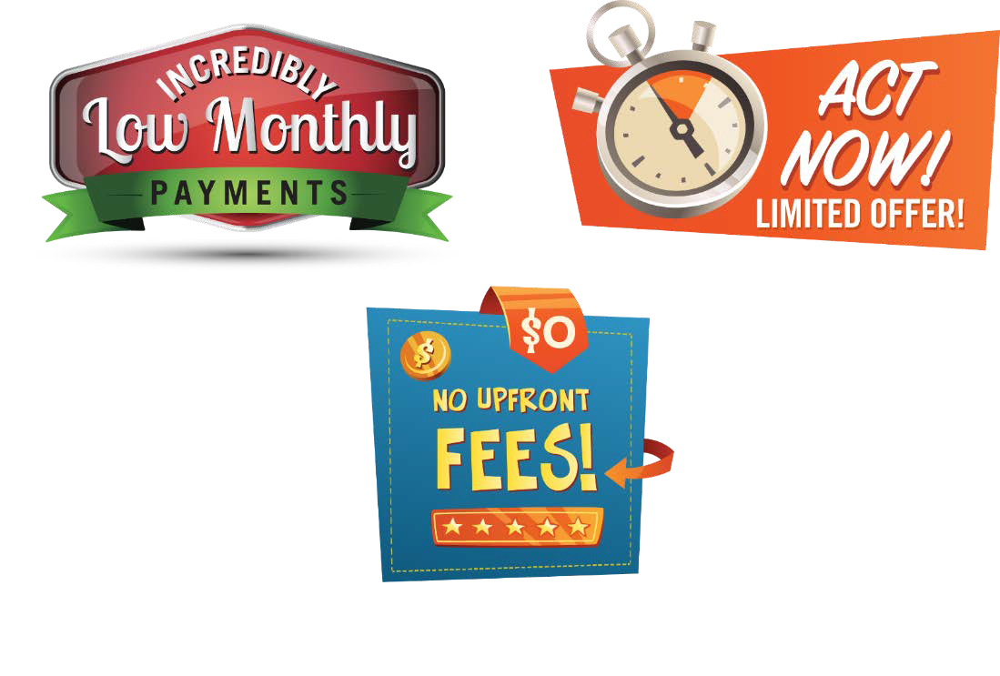 INCREDIBLY
Low Monthly
PAYMENTS
ACT
NOW!
LIMITED OFFER!
$0
$
NO UPFRONT
FEES!